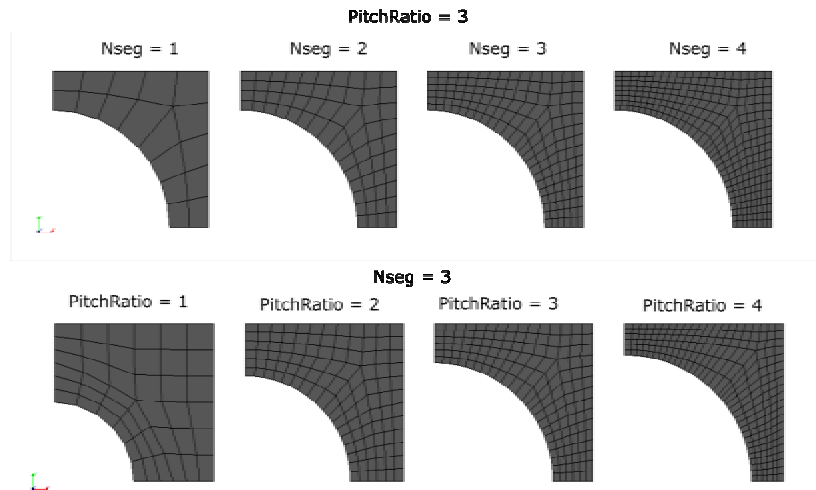 PitchRatio = 3
Nseg = 1 Nseg = 2 Nseg = 3 Nseg = 4
Nseg = 3
PitchRatio = 1 PitchRatio = 2 PitchRatio = 3 PitchRatio = 4